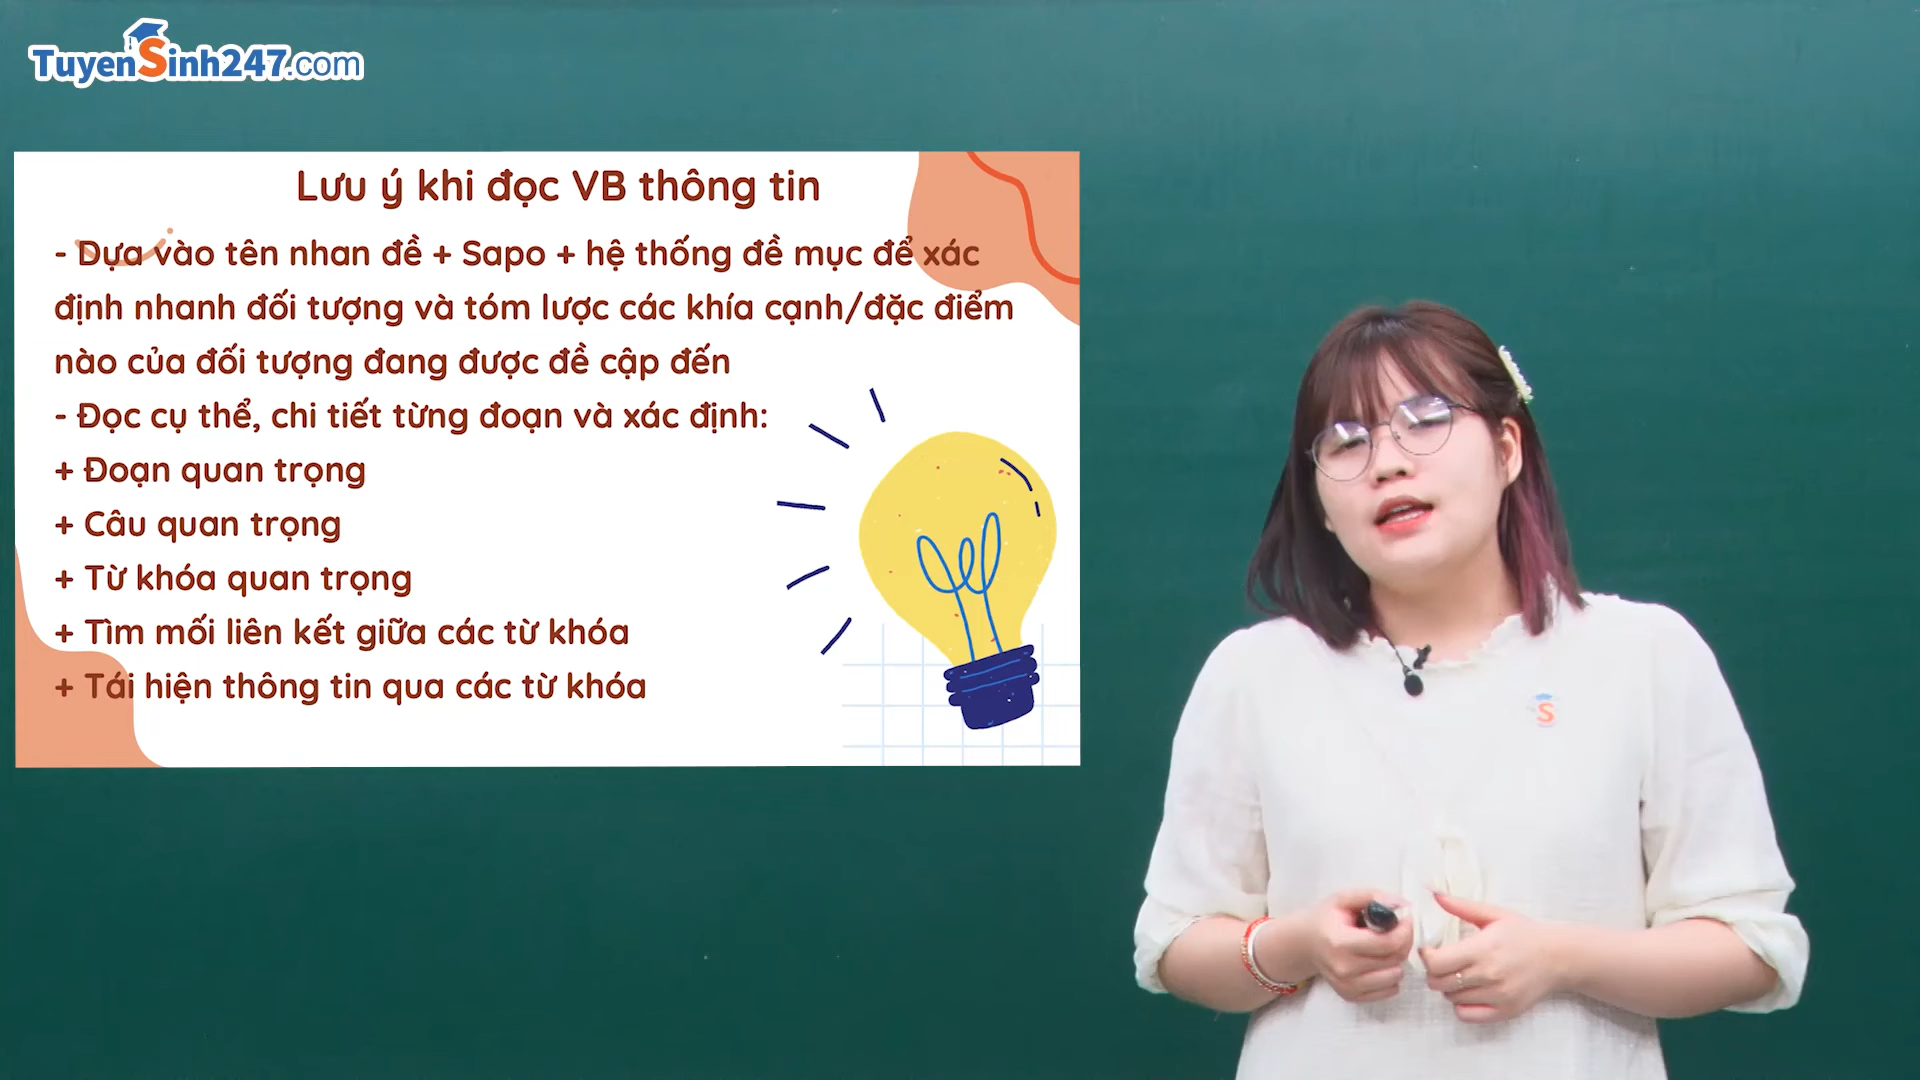 TuyenSinh247.com
Lưu ý khi đọc VB thông tin
- Dựa vào tên nhan đề + Sapo + hệ thống đề mục để xác
định nhanh đối tượng và tóm lược các khía cạnh/đặc điểm
nào của đối tượng đang được đề cập đến
- Đọc cụ thể, chi tiết từng đoạn và xác định:
+ Đoạn quan trọng
+ Câu quan trọng
+ Từ khóa quan trọng
+ Tìm mối liên kết giữa các từ khóa
+ Tái hiện thông tin qua các từ khóa
S